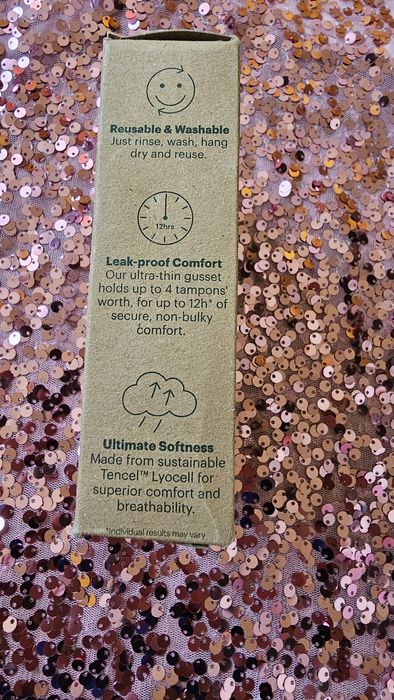 Reusable & Washable
Just rinse, wash, hang
dry and reuse.
12hrs
Leak-proof Comfort
Our ultra-thin gusset
holds up to 4 tampons'
worth, for up to 12h* of
secure, non-bulky
comfort.
Ultimate Softness
Made from sustainable
Tencel™ Lyocell for
superior comfort and
breathability.
*Individual results may vary